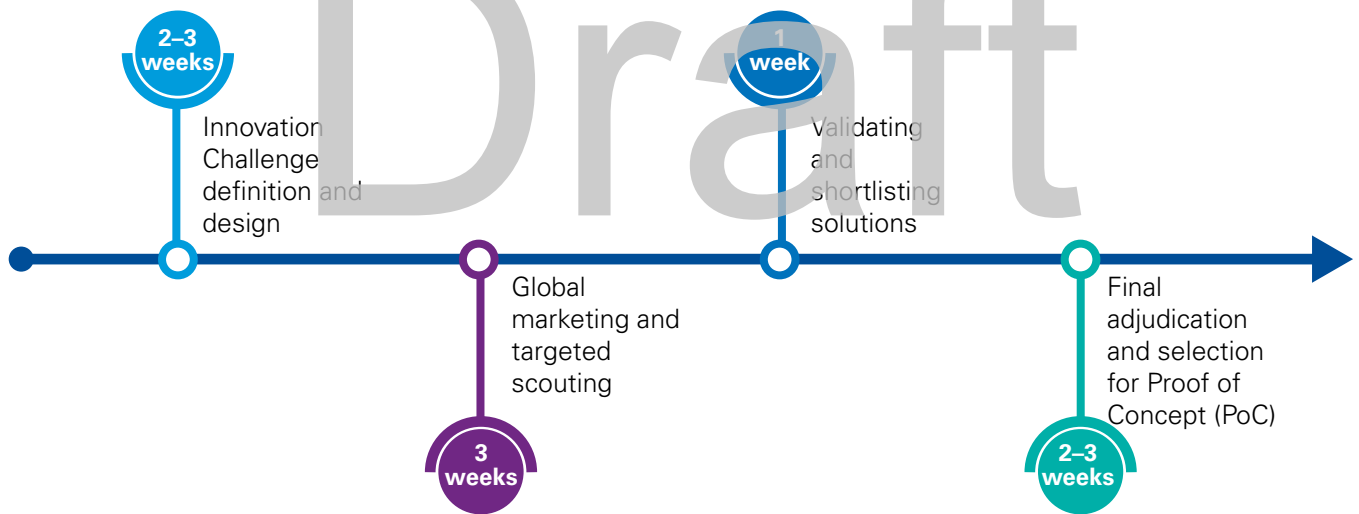 Draft
2–3
weeks
Innovation
Challenge
definition and
design
3
weeks
Global
marketing and
targeted
scouting
1
week
Validating
and
shortlisting
solutions
2–3
weeks
Final
adjudication
and selection
for Proof of
Concept (PoC)